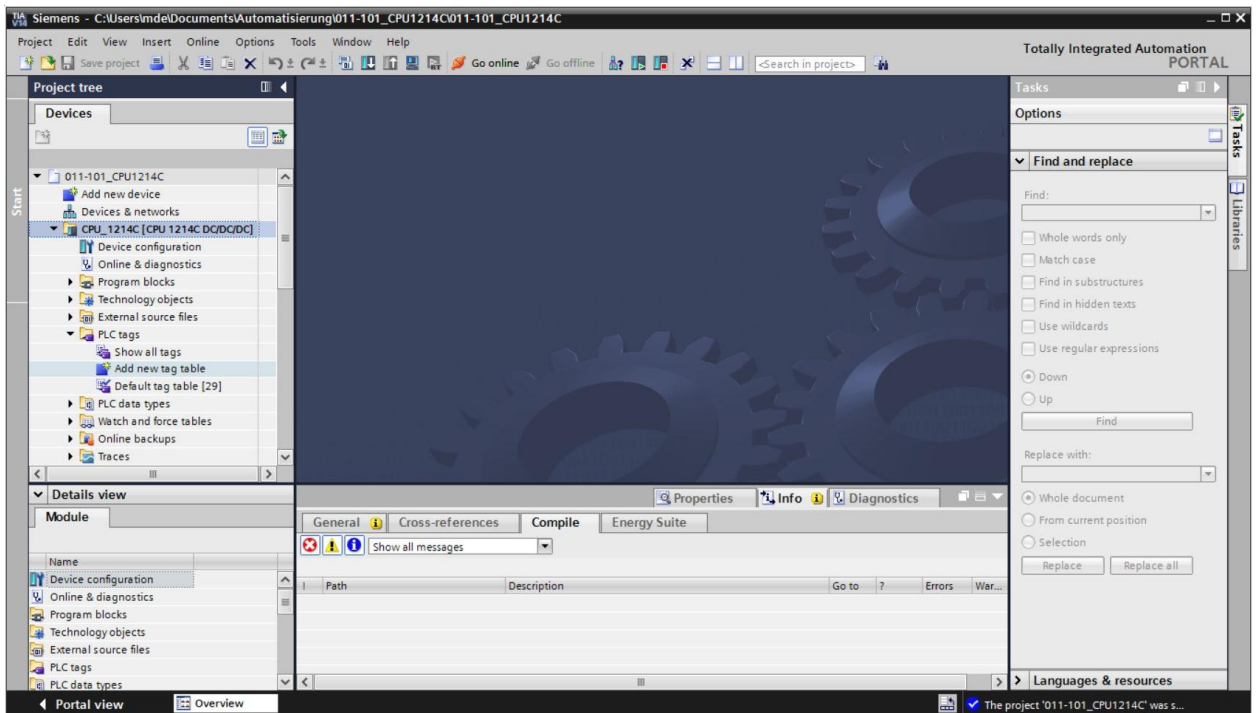 TIA V14 Siemens - C:\Users\mde\Documents\Automatisierung\011-101_CPU1214C\011-101_CPU1214C
Project Edit View Insert Online Options Tools Window Help
Totally Integrated Automation
PORTAL
Save project Go online Go offline <Search in project>
Project tree
Devices
Start
011-101_CPU1214C
Add new device
Devices & networks
CPU_1214C [CPU 1214C DC/DC/DC]
Device configuration
Online & diagnostics
Program blocks
Technology objects
External source files
PLC tags
Show all tags
Add new tag table
Default tag table [29]
PLC data types
Watch and force tables
Online backups
Traces
Details view
Module
Name
Device configuration
Online & diagnostics
Program blocks
Technology objects
External source files
PLC tags
PLC data types
Properties Info Diagnostics
General Cross-references Compile Energy Suite
Show all messages
! Path Description Go to ? Errors War...
Tasks
Options
Find and replace
Find:
Whole words only
Match case
Find in substructures
Find in hidden texts
Use wildcards
Use regular expressions
Down
Up
Find
Replace with:
Whole document
From current position
Selection
Replace Replace all
Languages & resources
Tasks
Libraries
Portal view Overview The project '011-101_CPU1214C' was s...